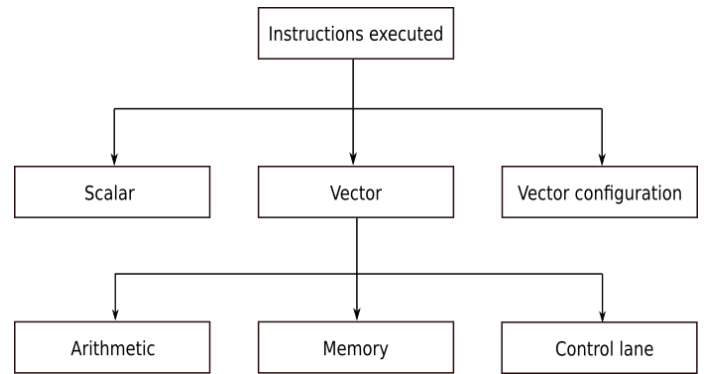 Instructions executed
Scalar
Vector
Vector configuration
Arithmetic
Memory
Control lane